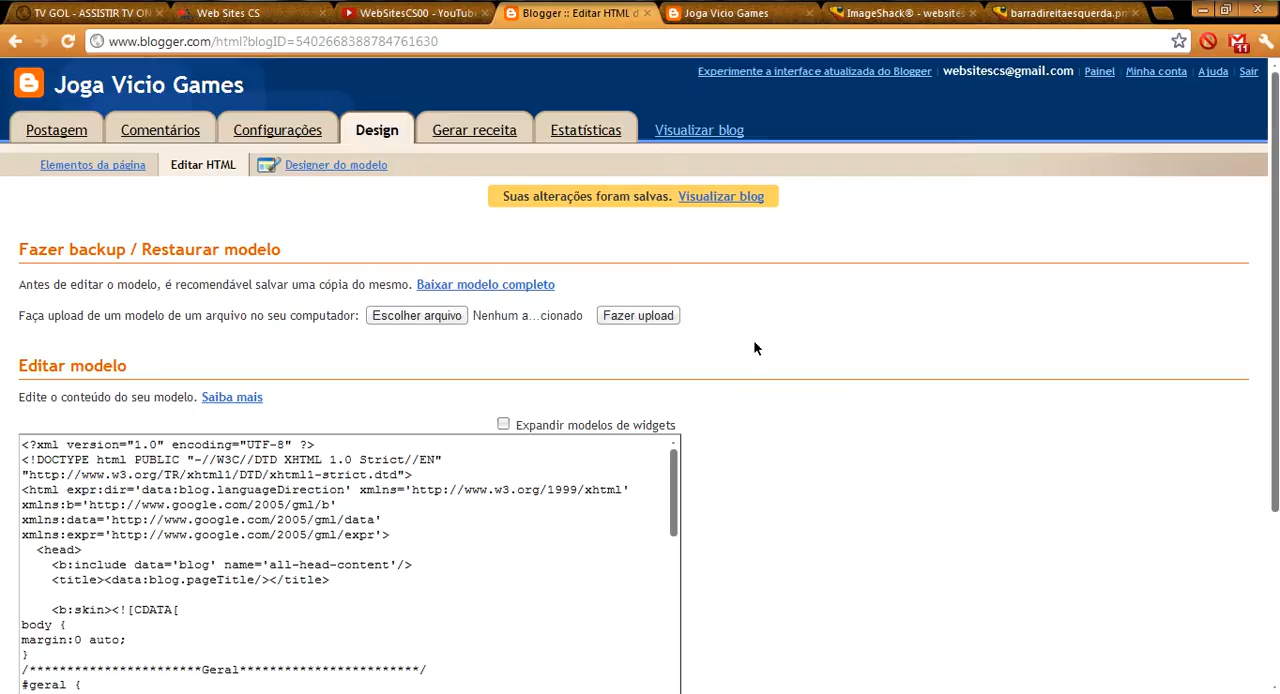 TV GOL - ASSISTIR TV ON
Web Sites CS
WebSitesCS00 - YouTube
Blogger :: Editar HTML d
Joga Vicio Games
ImageShack® - websites
barradireitaesquerda.pn
www.blogger.com/html?blogID=5402668388784761630
11
Joga Vicio Games
Experimente a interface atualizada do Blogger | websitescs@gmail.com | Painel | Minha conta | Ajuda | Sair
Postagem
Comentários
Configurações
Design
Gerar receita
Estatísticas
Visualizar blog
Elementos da página
Editar HTML
Designer do modelo
Suas alterações foram salvas. Visualizar blog
Fazer backup / Restaurar modelo
Antes de editar o modelo, é recomendável salvar uma cópia do mesmo. Baixar modelo completo
Faça upload de um modelo de um arquivo no seu computador: Escolher arquivo Nenhum a...cionado Fazer upload
Editar modelo
Edite o conteúdo do seu modelo. Saiba mais
Expandir modelos de widgets
<?xml version="1.0" encoding="UTF-8" ?>
<!DOCTYPE html PUBLIC "-//W3C//DTD XHTML 1.0 Strict//EN"
"http://www.w3.org/TR/xhtml1/DTD/xhtml1-strict.dtd">
<html expr:dir='data:blog.languageDirection' xmlns='http://www.w3.org/1999/xhtml'
xmlns:b='http://www.google.com/2005/gml/b'
xmlns:data='http://www.google.com/2005/gml/data'
xmlns:expr='http://www.google.com/2005/gml/expr'>
<head>
<b:include data='blog' name='all-head-content'/>
<title><data:blog.pageTitle/></title>
<b:skin><![CDATA[
body {
margin:0 auto;
}
/***********************Geral************************/
#geral {